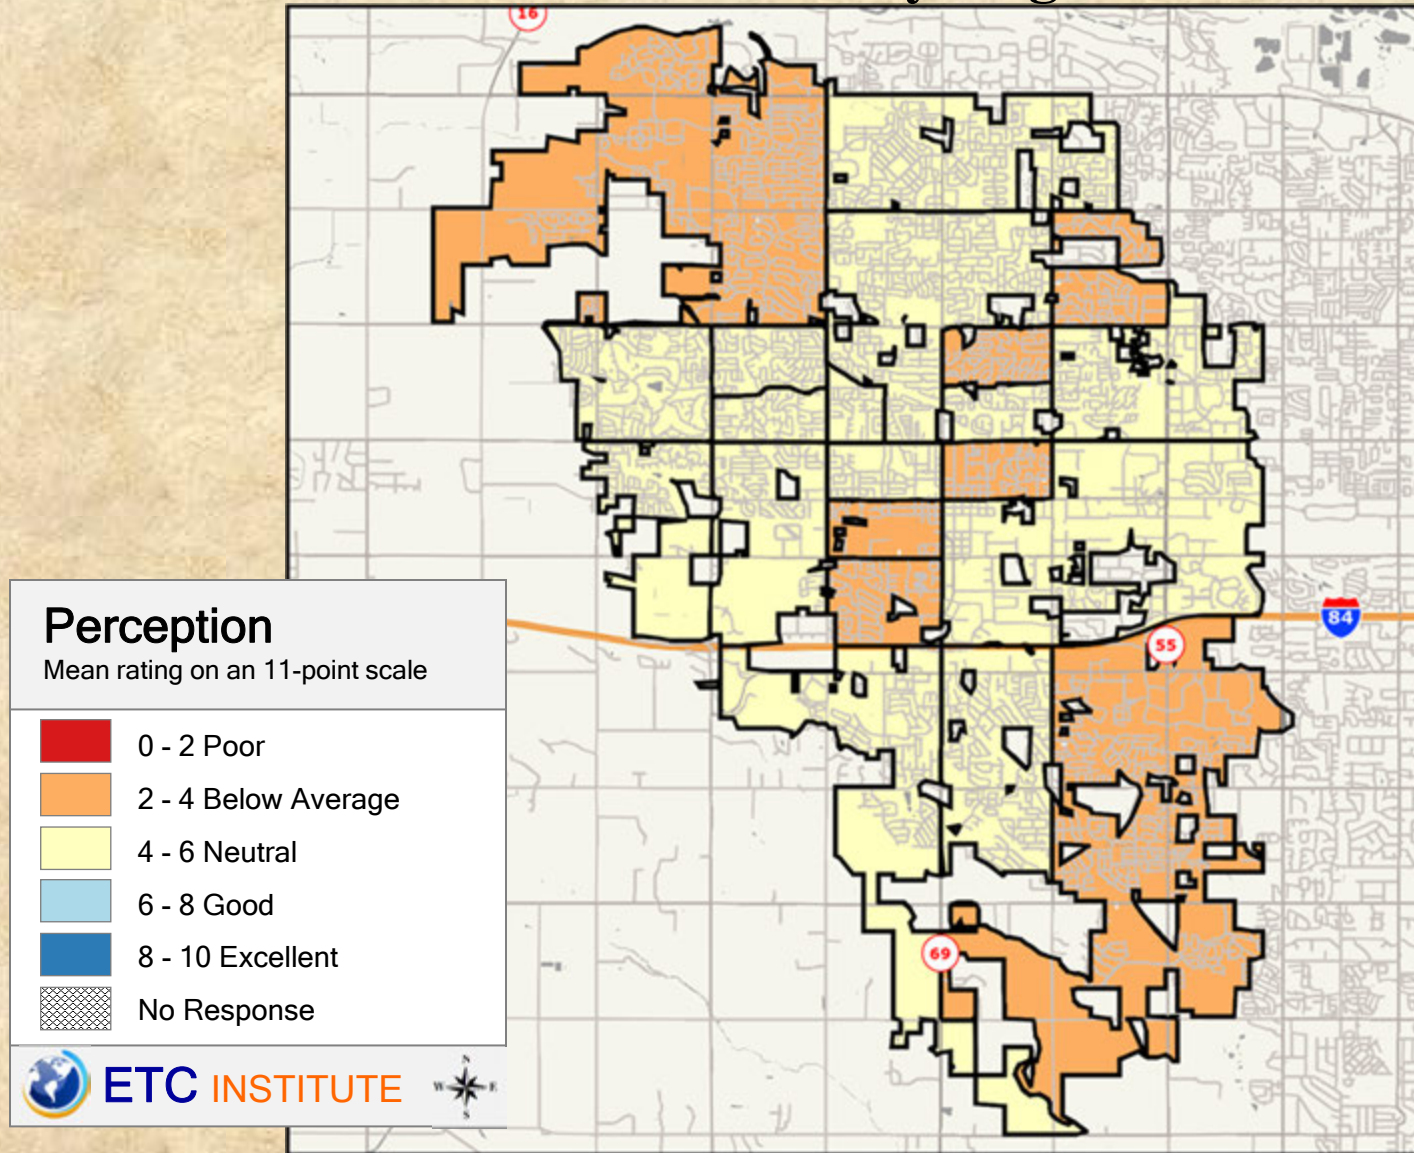 16
84
55
69
Perception
Mean rating on an 11-point scale
0 - 2 Poor
2 - 4 Below Average
4 - 6 Neutral
6 - 8 Good
8 - 10 Excellent
No Response
ETC INSTITUTE
N
W E
S